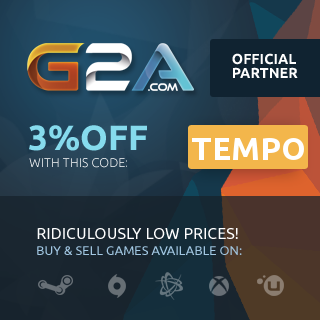 G2A
.COM
OFFICIAL
PARTNER
3%OFF
WITH THIS CODE:
TEMPO
RIDICULOUSLY LOW PRICES!
BUY & SELL GAMES AVAILABLE ON: